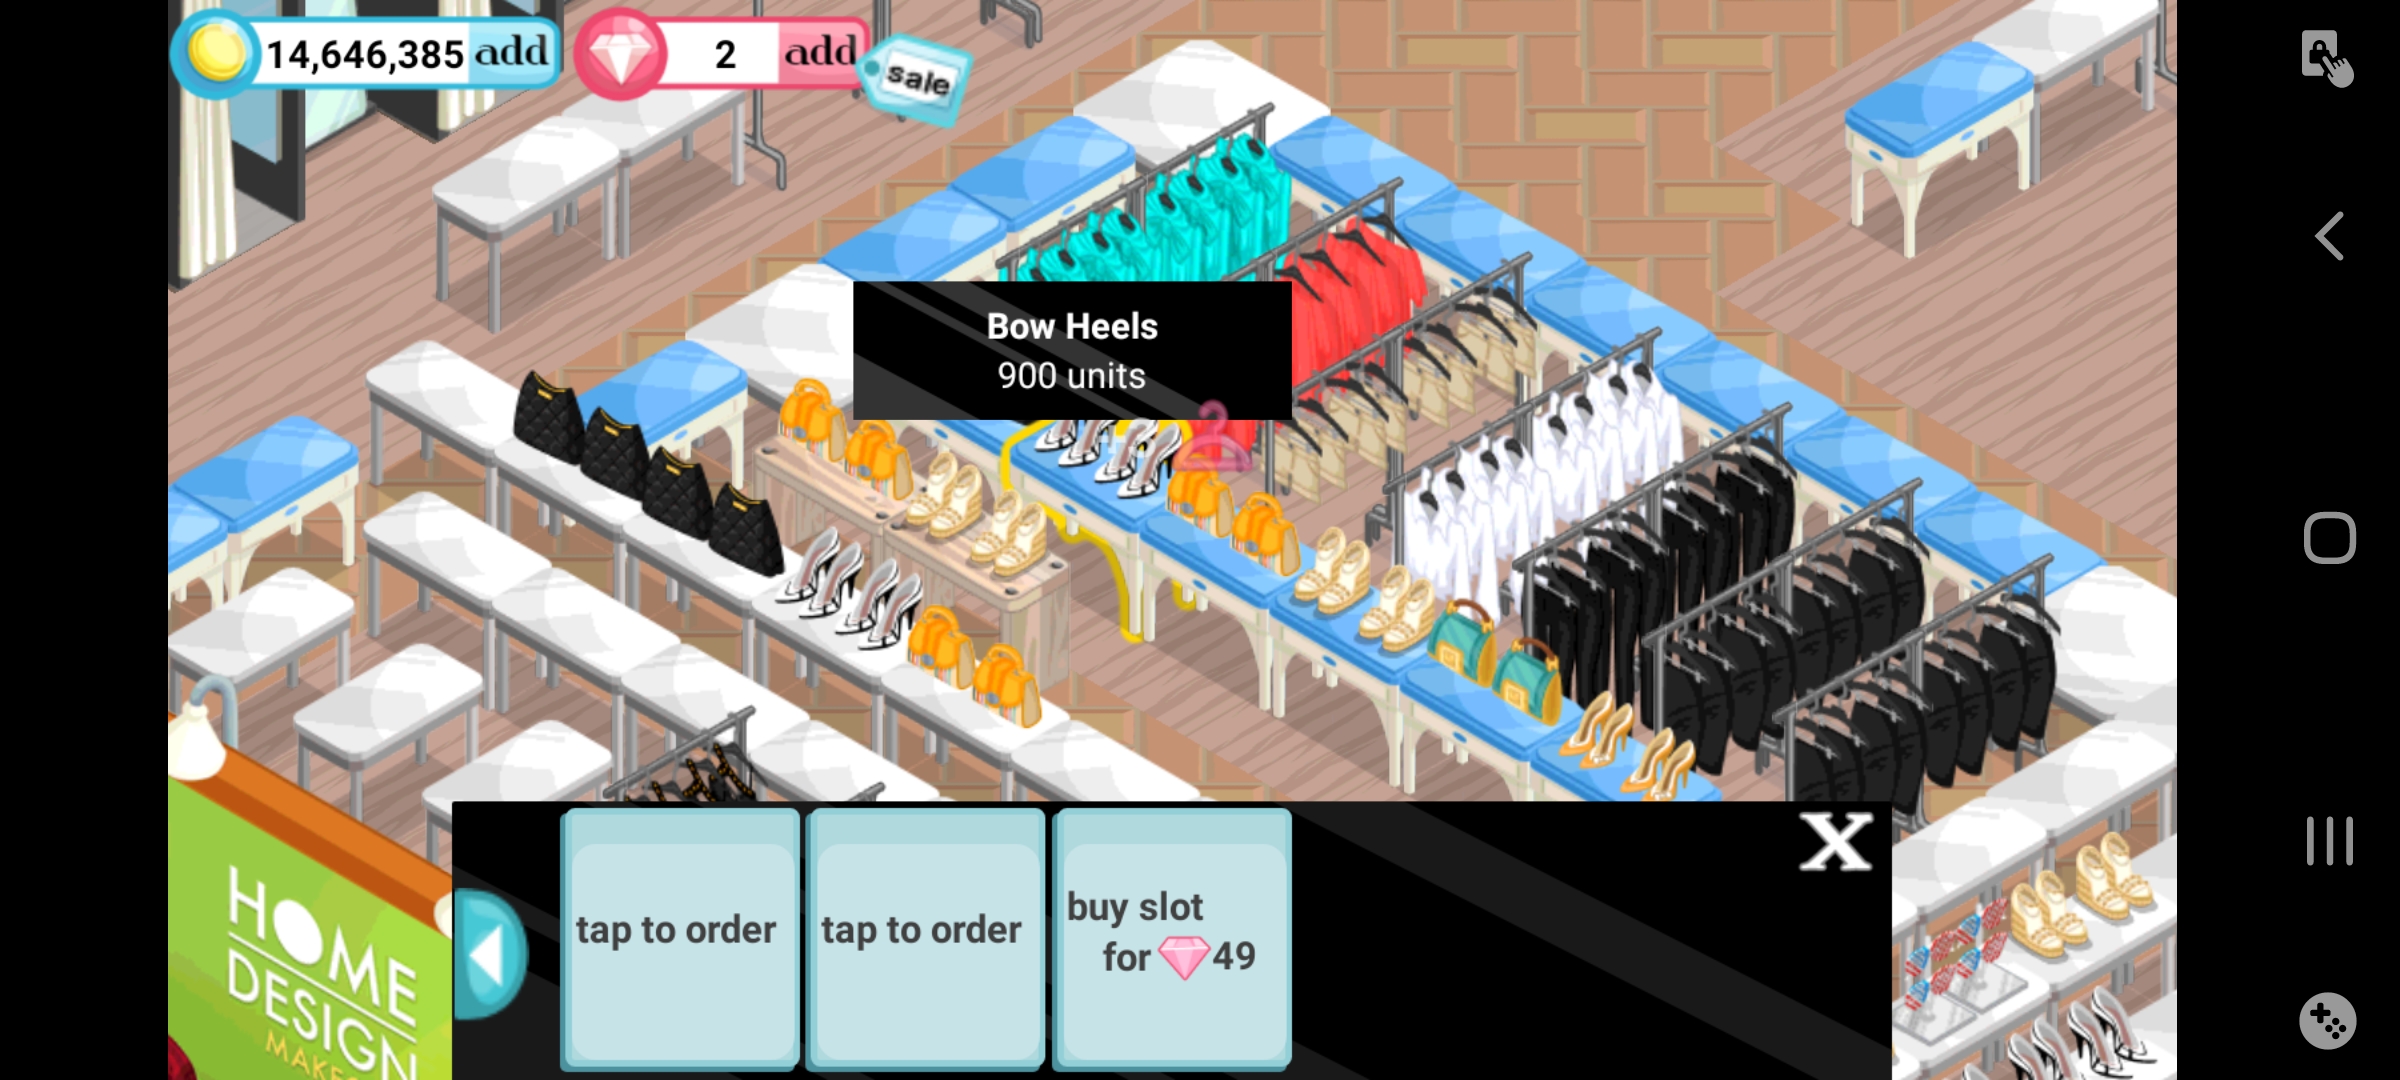 14,646,385 add
2 add
sale
Bow Heels
900 units
tap to order
tap to order
buy slot
for 49
X
HOME
DESIGN